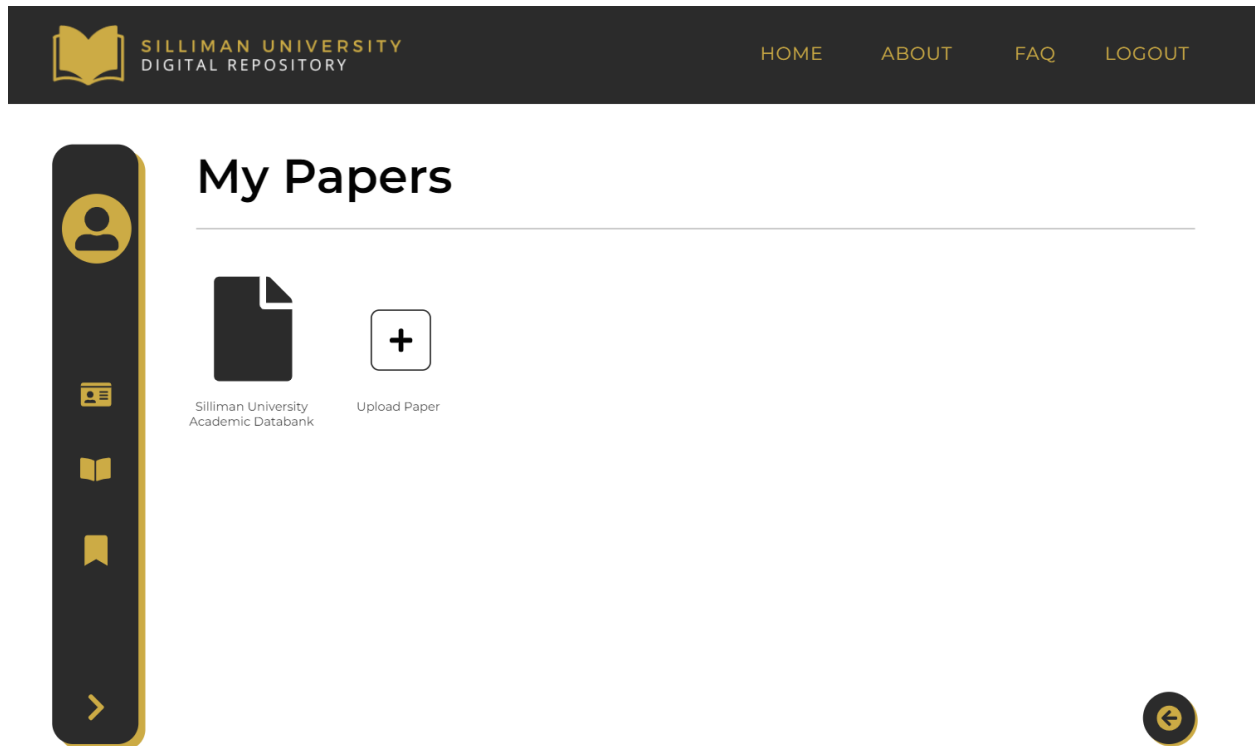 SILLIMAN UNIVERSITY
DIGITAL REPOSITORY
HOME ABOUT FAQ LOGOUT
My Papers
Silliman University
Academic Databank
Upload Paper